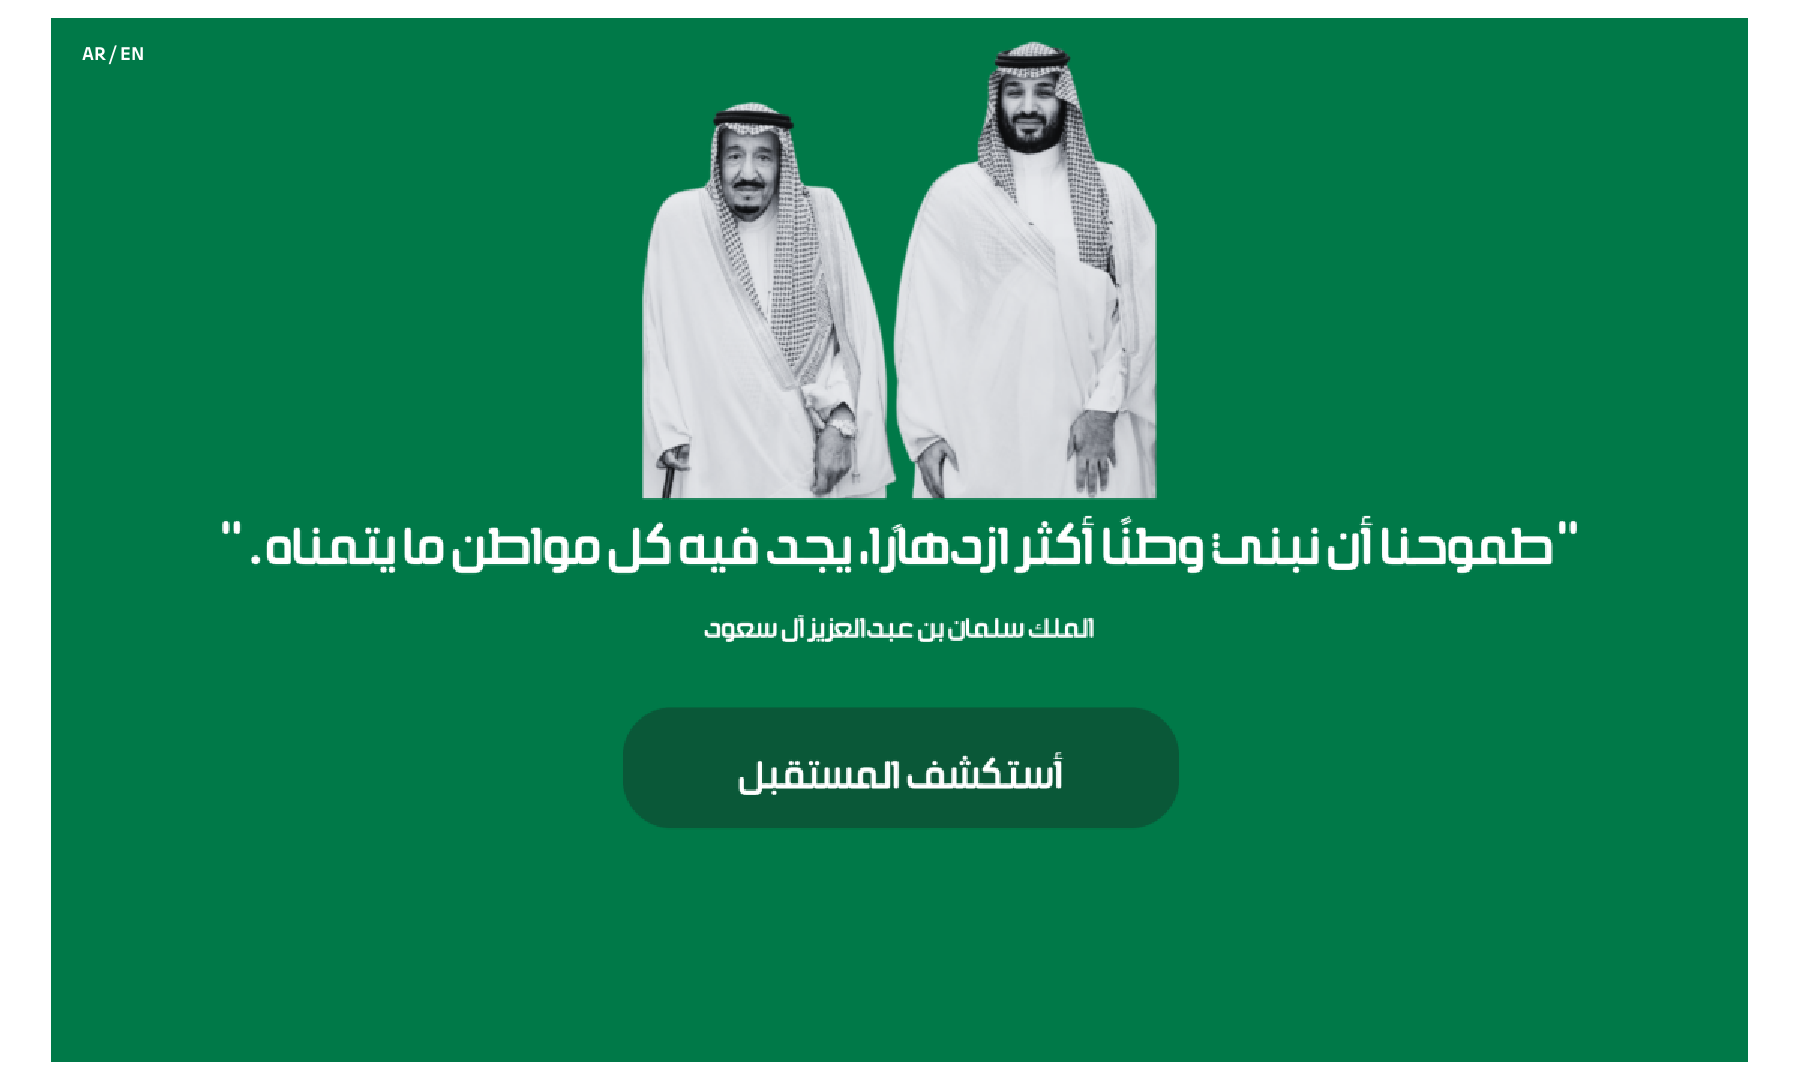 AR / EN
"طموحنا أن نبني وطنًا أكثر ازدهارًا، يجد فيه كل مواطن ما يتمناه. "
الملك سلمان بن عبدالعزيز آل سعود
أستكشف المستقبل